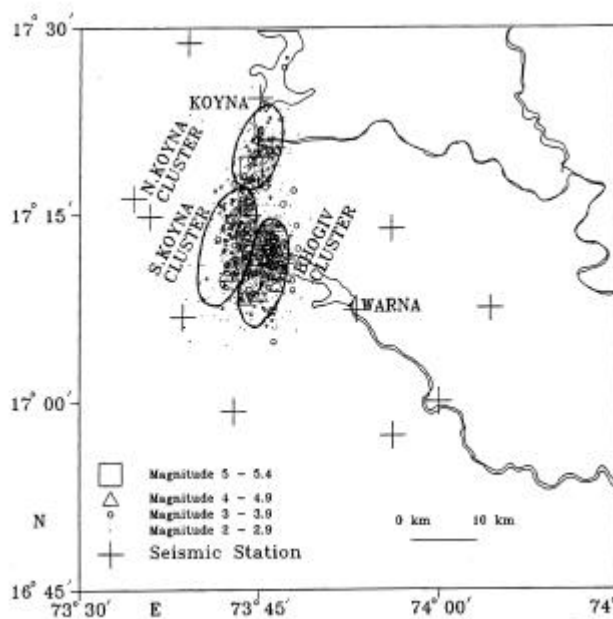 17° 30′
KOYNA
N.KOYNA
CLUSTER
17° 15′
S.KOYNA
CLUSTER
BHOGIV
CLUSTER
WARNA
17° 00′
Magnitude 5 - 5.4
Magnitude 4 - 4.9
Magnitude 3 - 3.9
Magnitude 2 - 2.9
Seismic Station
N
0 km 10 km
16° 45′
73° 30′ E 73° 45′ 74° 00′ 74°